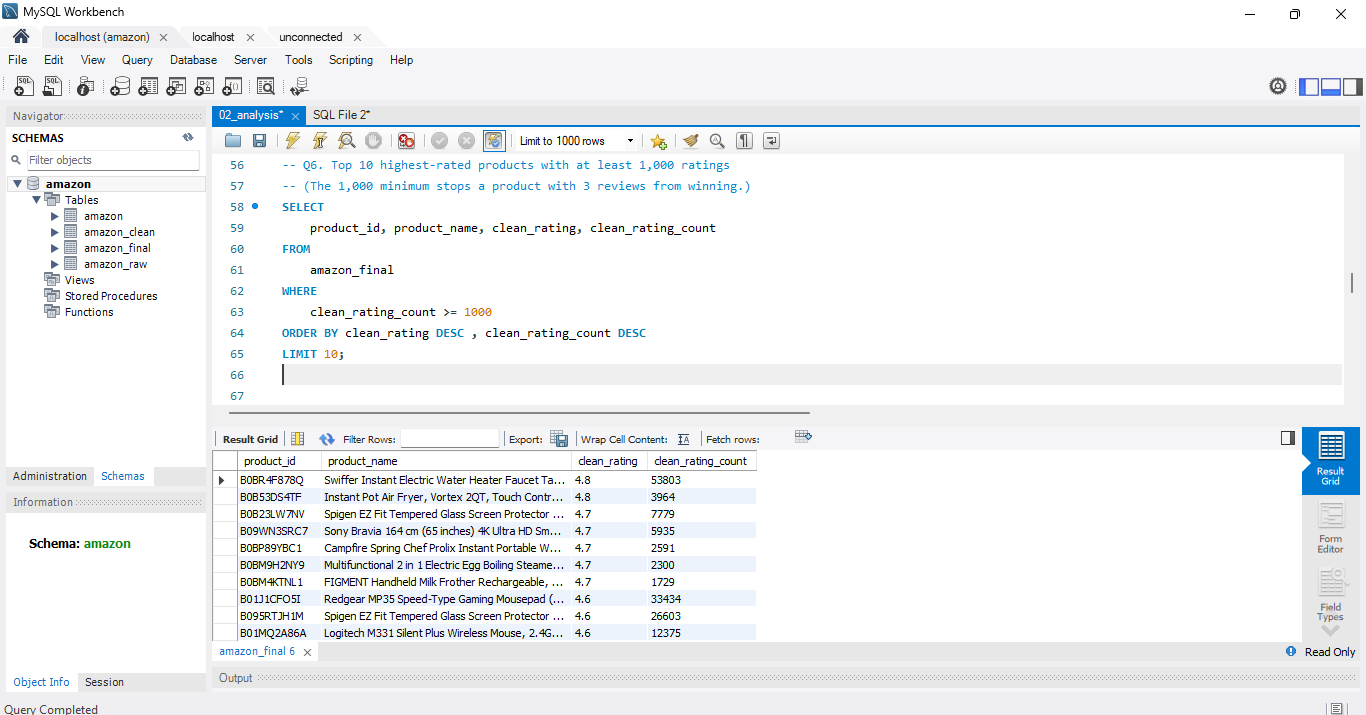 MySQL Workbench
localhost (amazon)
localhost
unconnected
File Edit View Query Database Server Tools Scripting Help
Navigator
02_analysis*
SQL File 2*
SCHEMAS
Filter objects
amazon
Tables
amazon
amazon_clean
amazon_final
amazon_raw
Views
Stored Procedures
Functions
Administration Schemas
Information
Schema: amazon
Object Info Session
Limit to 1000 rows
56 -- Q6. Top 10 highest-rated products with at least 1,000 ratings
57 -- (The 1,000 minimum stops a product with 3 reviews from winning.)
58 SELECT
59 product_id, product_name, clean_rating, clean_rating_count
60 FROM
61 amazon_final
62 WHERE
63 clean_rating_count >= 1000
64 ORDER BY clean_rating DESC , clean_rating_count DESC
65 LIMIT 10;
66
67
Result Grid Filter Rows: Export: Wrap Cell Content: Fetch rows:
product_id product_name clean_rating clean_rating_count
B0BR4F878Q Swiffer Instant Electric Water Heater Faucet Ta... 4.8 53803
B0B53DS4TF Instant Pot Air Fryer, Vortex 2QT, Touch Contr... 4.8 3964
B0B23LW7NV Spigen EZ Fit Tempered Glass Screen Protector ... 4.7 7779
B09WN3SRC7 Sony Bravia 164 cm (65 inches) 4K Ultra HD Sm... 4.7 5935
B0BP89YBC1 Campfire Spring Chef Prolix Instant Portable W... 4.7 2591
B0BM9H2NY9 Multifunctional 2 in 1 Electric Egg Boiling Steame... 4.7 2300
B0BM4KTNL1 FIGMENT Handheld Milk Frother Rechargeable, ... 4.7 1729
B01J1CFO5I Redgear MP35 Speed-Type Gaming Mousepad (... 4.6 33434
B095RTJH1M Spigen EZ Fit Tempered Glass Screen Protector ... 4.6 26603
B01MQ2A86A Logitech M331 Silent Plus Wireless Mouse, 2.4G... 4.6 12375
Result
Grid
Form
Editor
Field
Types
amazon_final 6
Read Only
Output
Query Completed